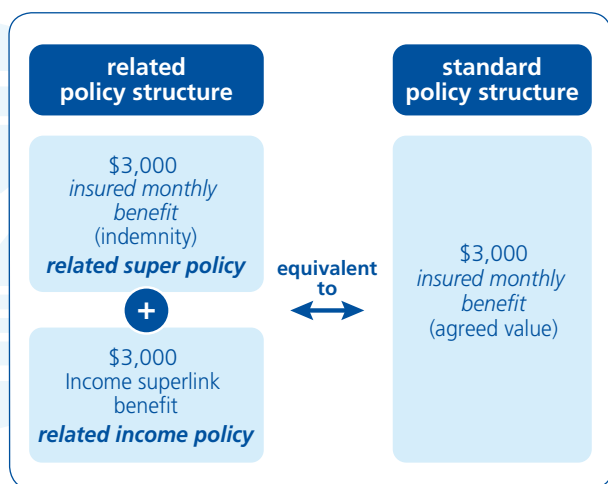 related
policy structure
$3,000
insured monthly
benefit
(indemnity)
related super policy
+
$3,000
Income superlink
benefit
related income policy
equivalent
to
standard
policy structure
$3,000
insured monthly
benefit
(agreed value)